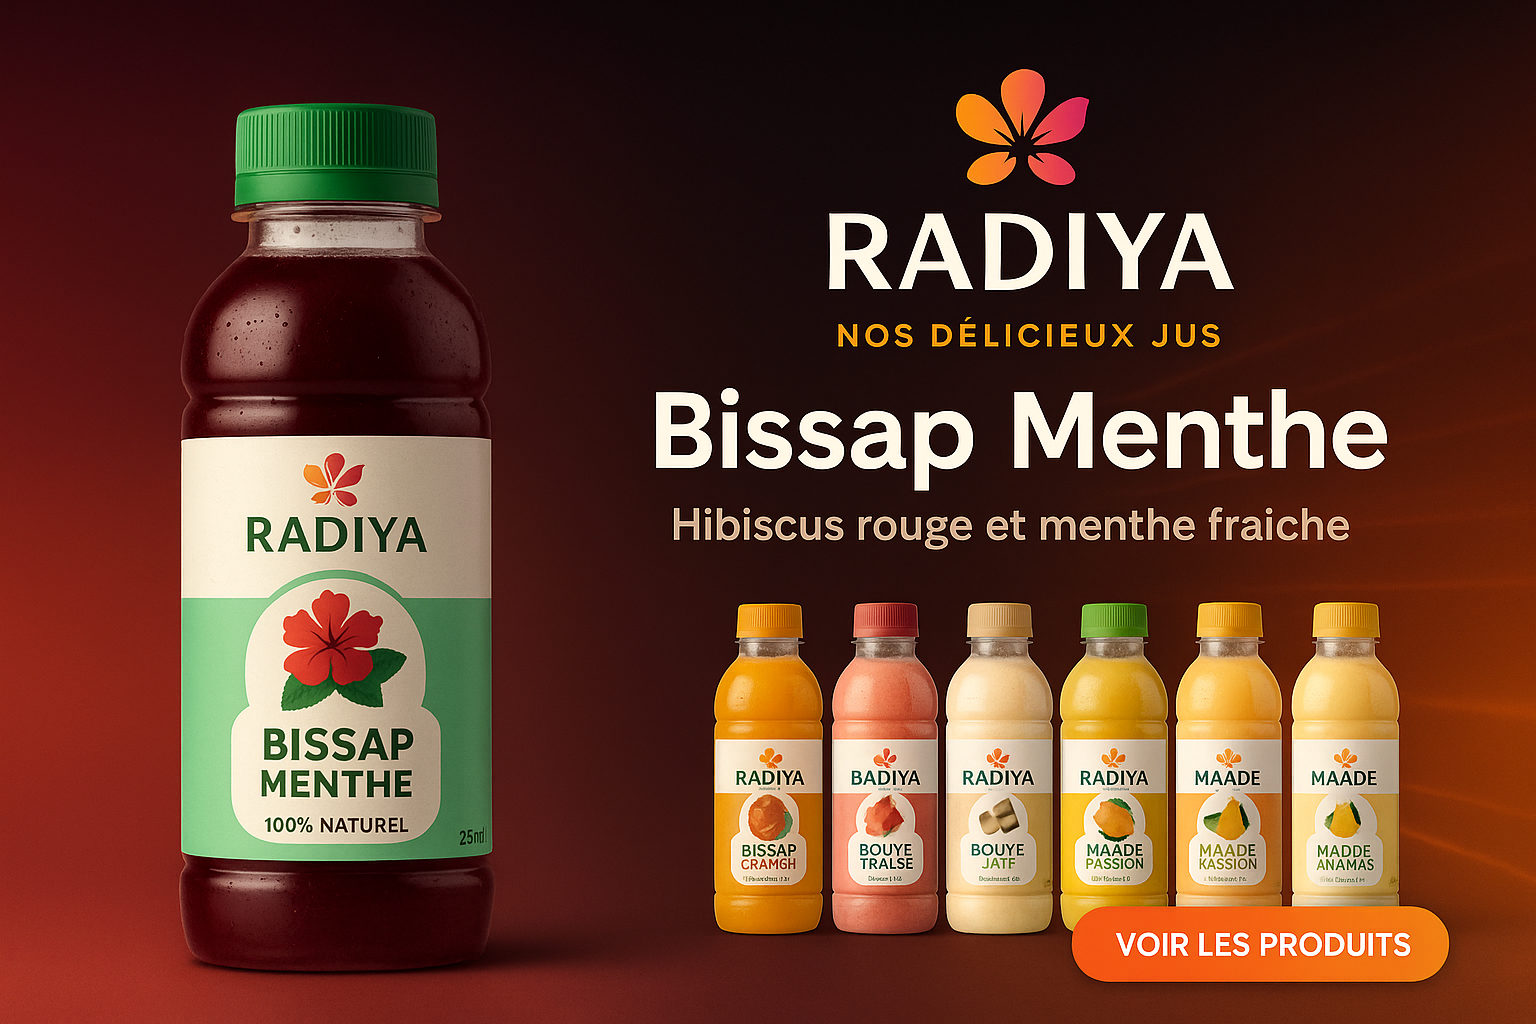 RADIYA
BISSAP
MENTHE
100% NATUREL
RADIYA
NOS DÉLICIEUX JUS
Bissap Menthe
Hibiscus rouge et menthe fraiche
RADIYA
BISSAP
CRAMGH
BADIYA
BOUYE
TRALSE
RADIYA
BOUYE
JATF
RADIYA
MAADE
PASSION
MAADE
MAADE
KASSION
MAADE
MADDE
ANAMAS
VOIR LES PRODUITS